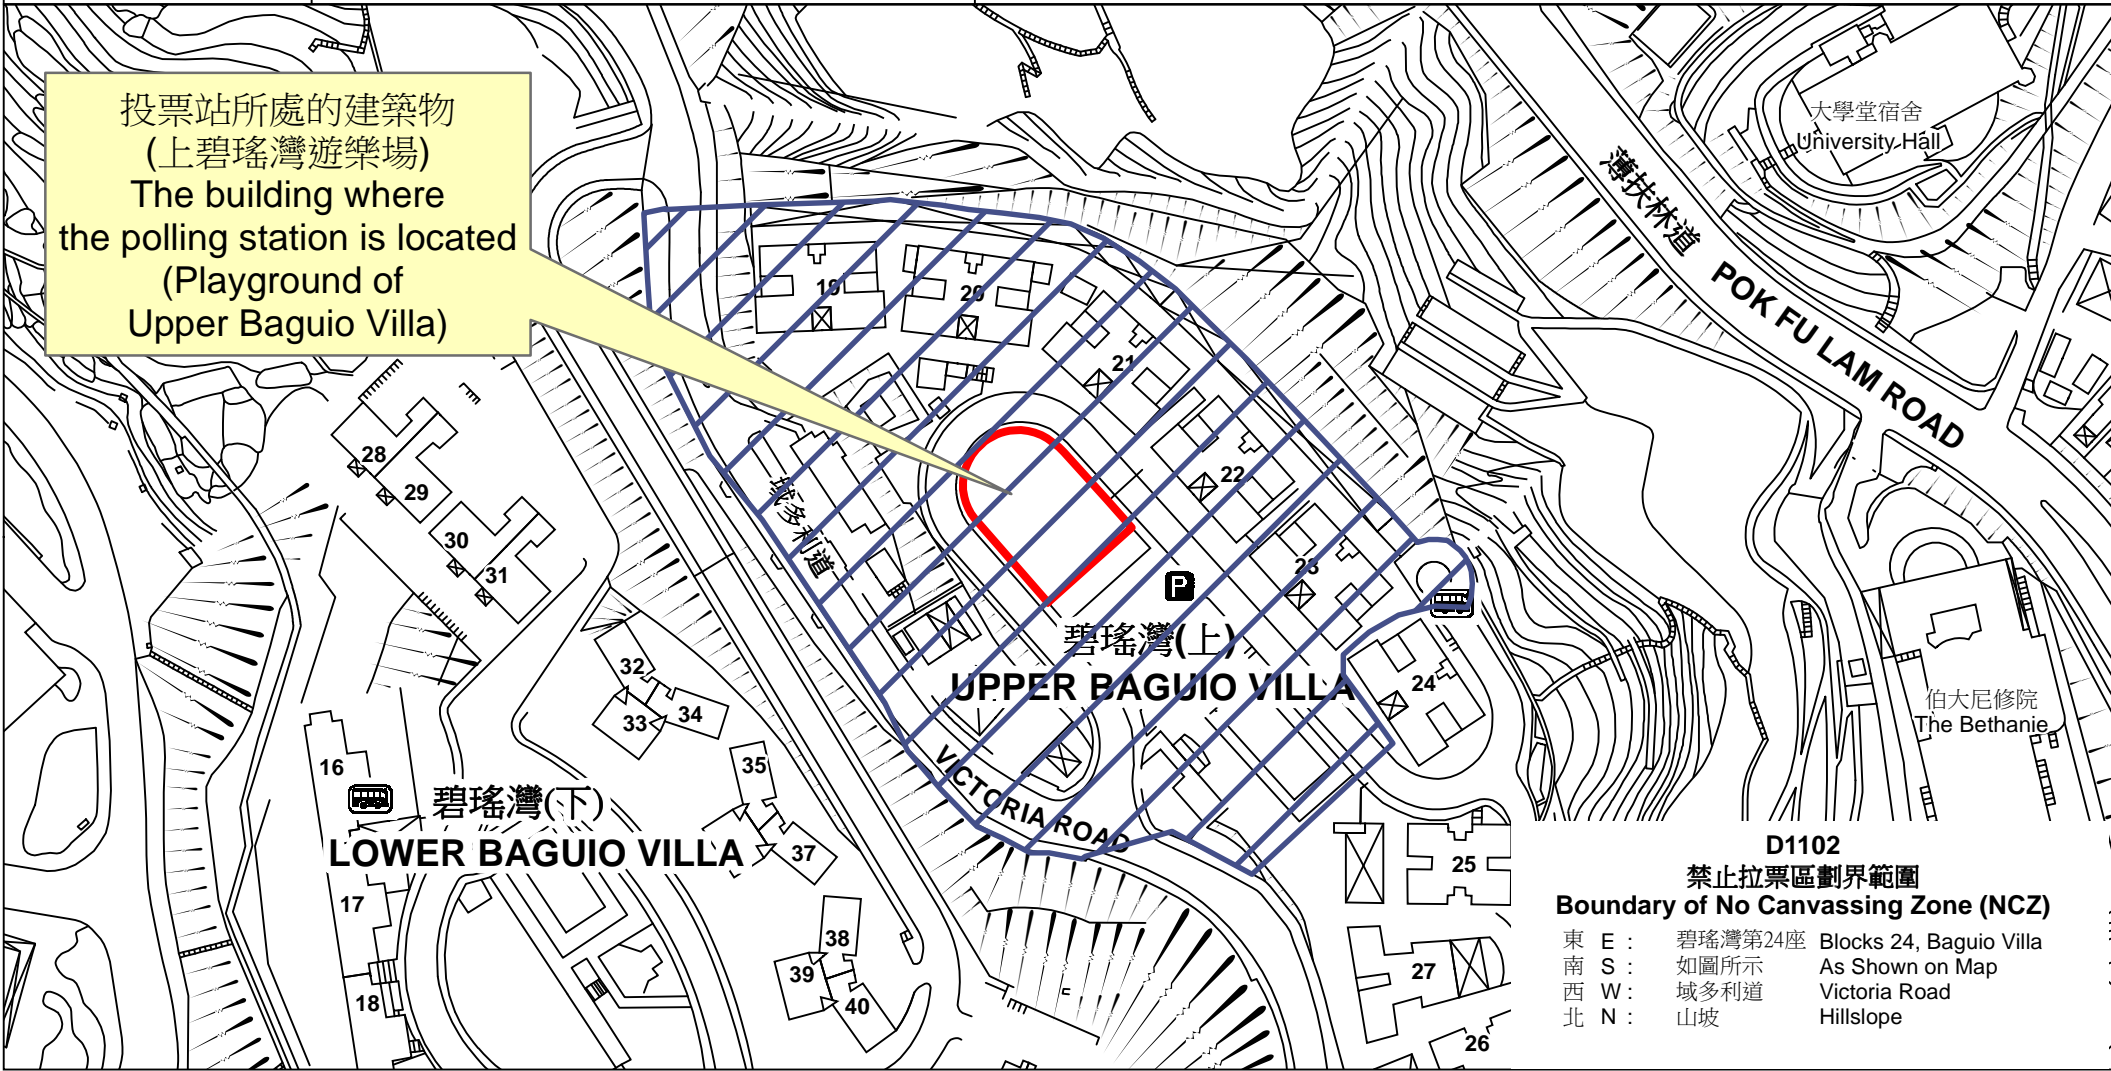 投票站所處的建築物
(上碧瑤灣遊樂場)
The building where
the polling station is located
(Playground of
Upper Baguio Villa)
大學堂宿舍
University Hall
薄扶林道 POK FU LAM ROAD
19
20
21
22
23
24
28
29
30
31
域多利道
P
碧瑤灣(上)
UPPER BAGUIO VILLA
32
33
34
35
37
16
碧瑤灣(下)
LOWER BAGUIO VILLA
VICTORIA ROAD
伯大尼修院
The Bethanie
17
18
38
39
40
25
27
26
D1102
禁止拉票區劃界範圍
Boundary of No Canvassing Zone (NCZ)
東 E : 碧瑤灣第24座 Blocks 24, Baguio Villa
南 S : 如圖所示 As Shown on Map
西 W : 域多利道 Victoria Road
北 N : 山坡 Hillslope